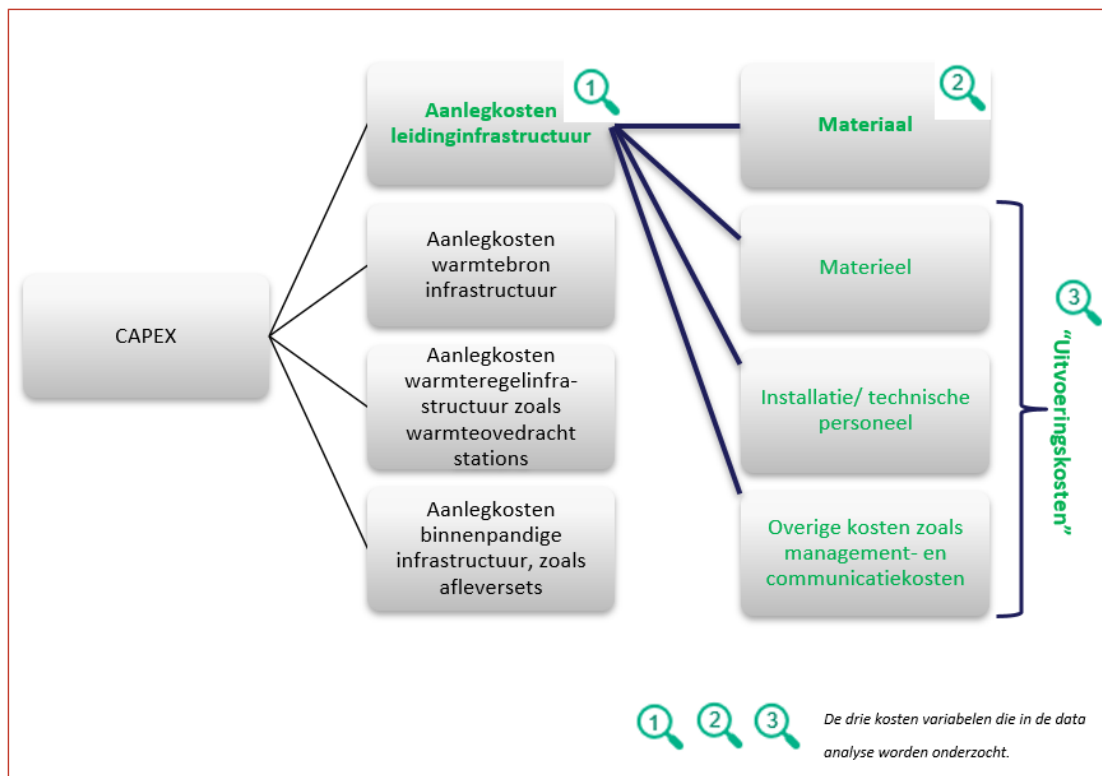 CAPEX
1
Aanlegkosten
leidinginfrastructuur
Aanlegkosten
warmtebron
infrastructuur
Aanlegkosten
warmteregelinfra-
structuur zoals
warmteovedracht
stations
Aanlegkosten
binnenpandige
infrastructuur, zoals
afleversets
2
Materiaal
Materieel
Installatie/ technische
personeel
Overige kosten zoals
management- en
communicatiekosten
3
“Uitvoeringskosten”
1 2 3
De drie kosten variabelen die in de data
analyse worden onderzocht.